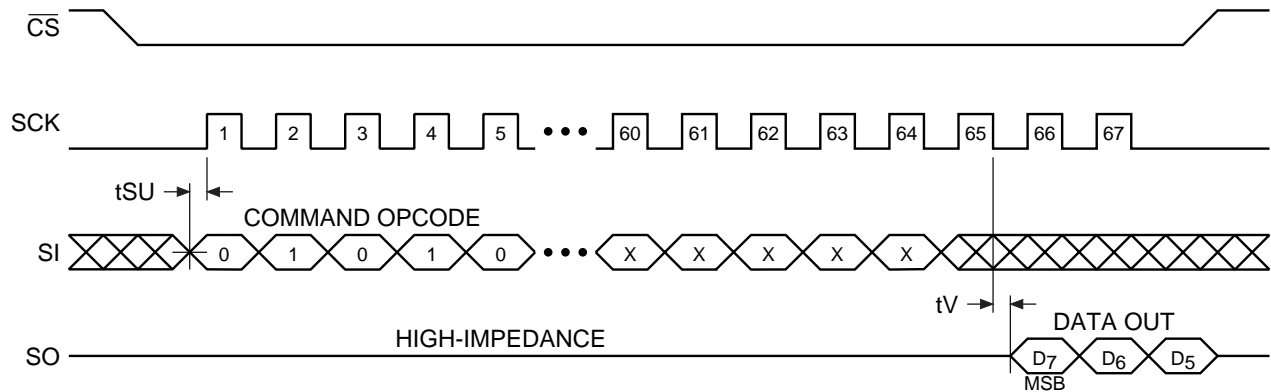 CS
SCK 1 2 3 4 5 ••• 60 61 62 63 64 65 66 67
tSU
COMMAND OPCODE
SI 0 1 0 1 0 ••• X X X X X
tV
HIGH-IMPEDANCE
DATA OUT
SO D7 D6 D5
MSB